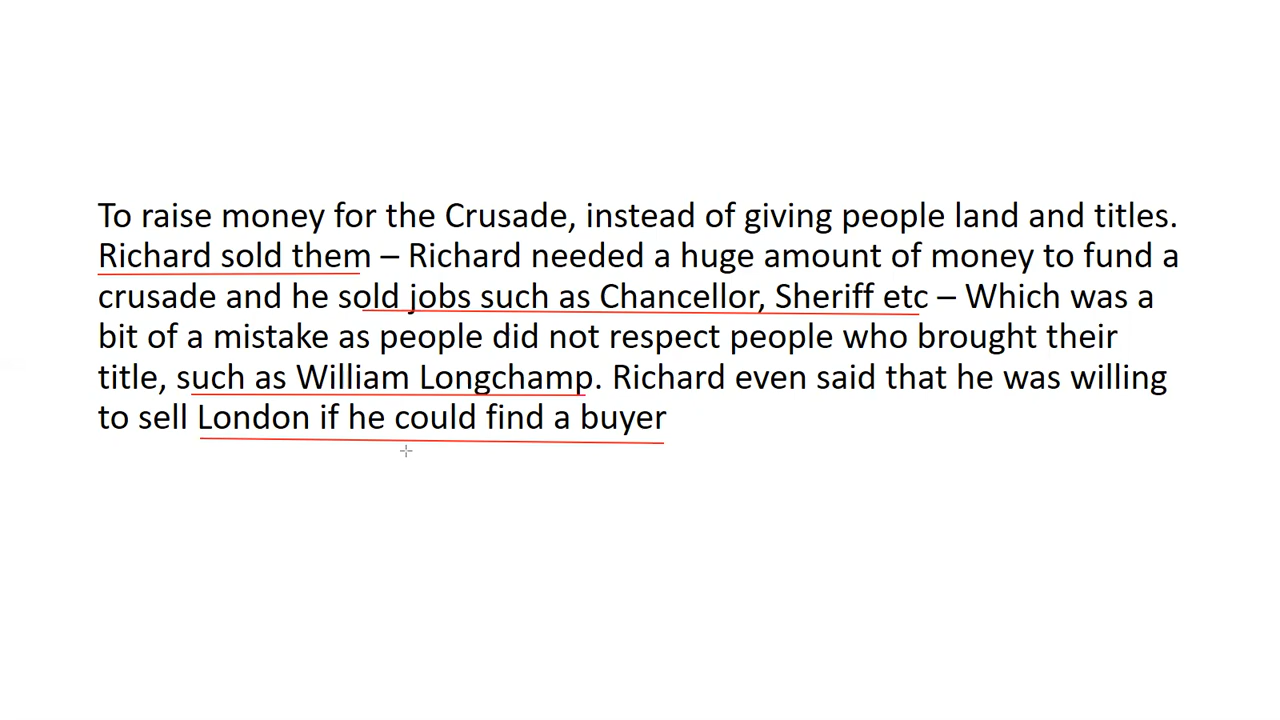 To raise money for the Crusade, instead of giving people land and titles.
Richard sold them – Richard needed a huge amount of money to fund a
crusade and he sold jobs such as Chancellor, Sheriff etc – Which was a
bit of a mistake as people did not respect people who brought their
title, such as William Longchamp. Richard even said that he was willing
to sell London if he could find a buyer